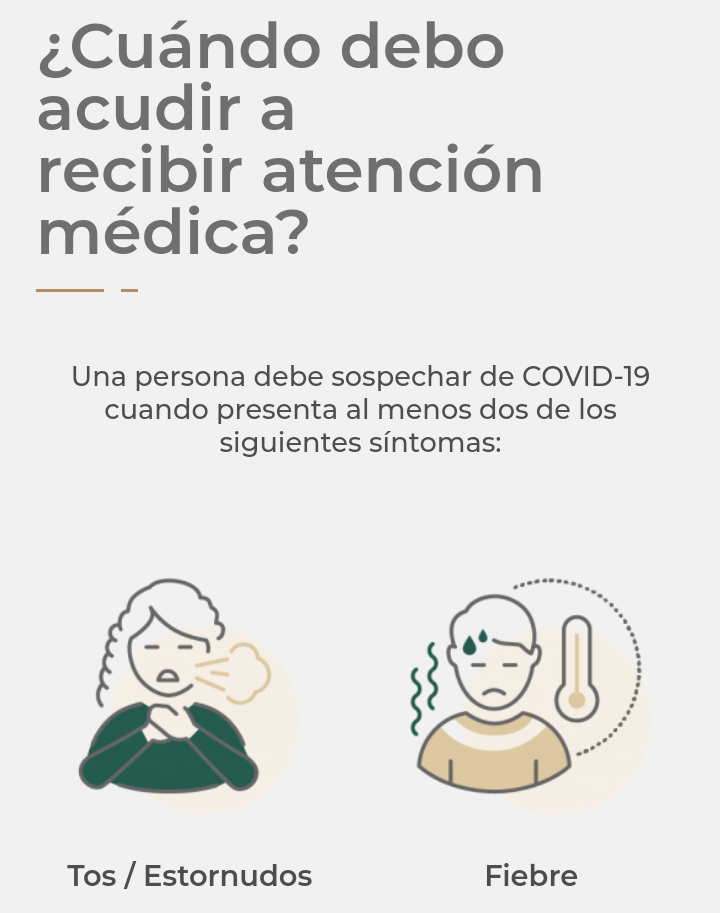 ¿Cuándo debo
acudir a
recibir atención
médica?
Una persona debe sospechar de COVID-19
cuando presenta al menos dos de los
siguientes síntomas:
Tos / Estornudos
Fiebre